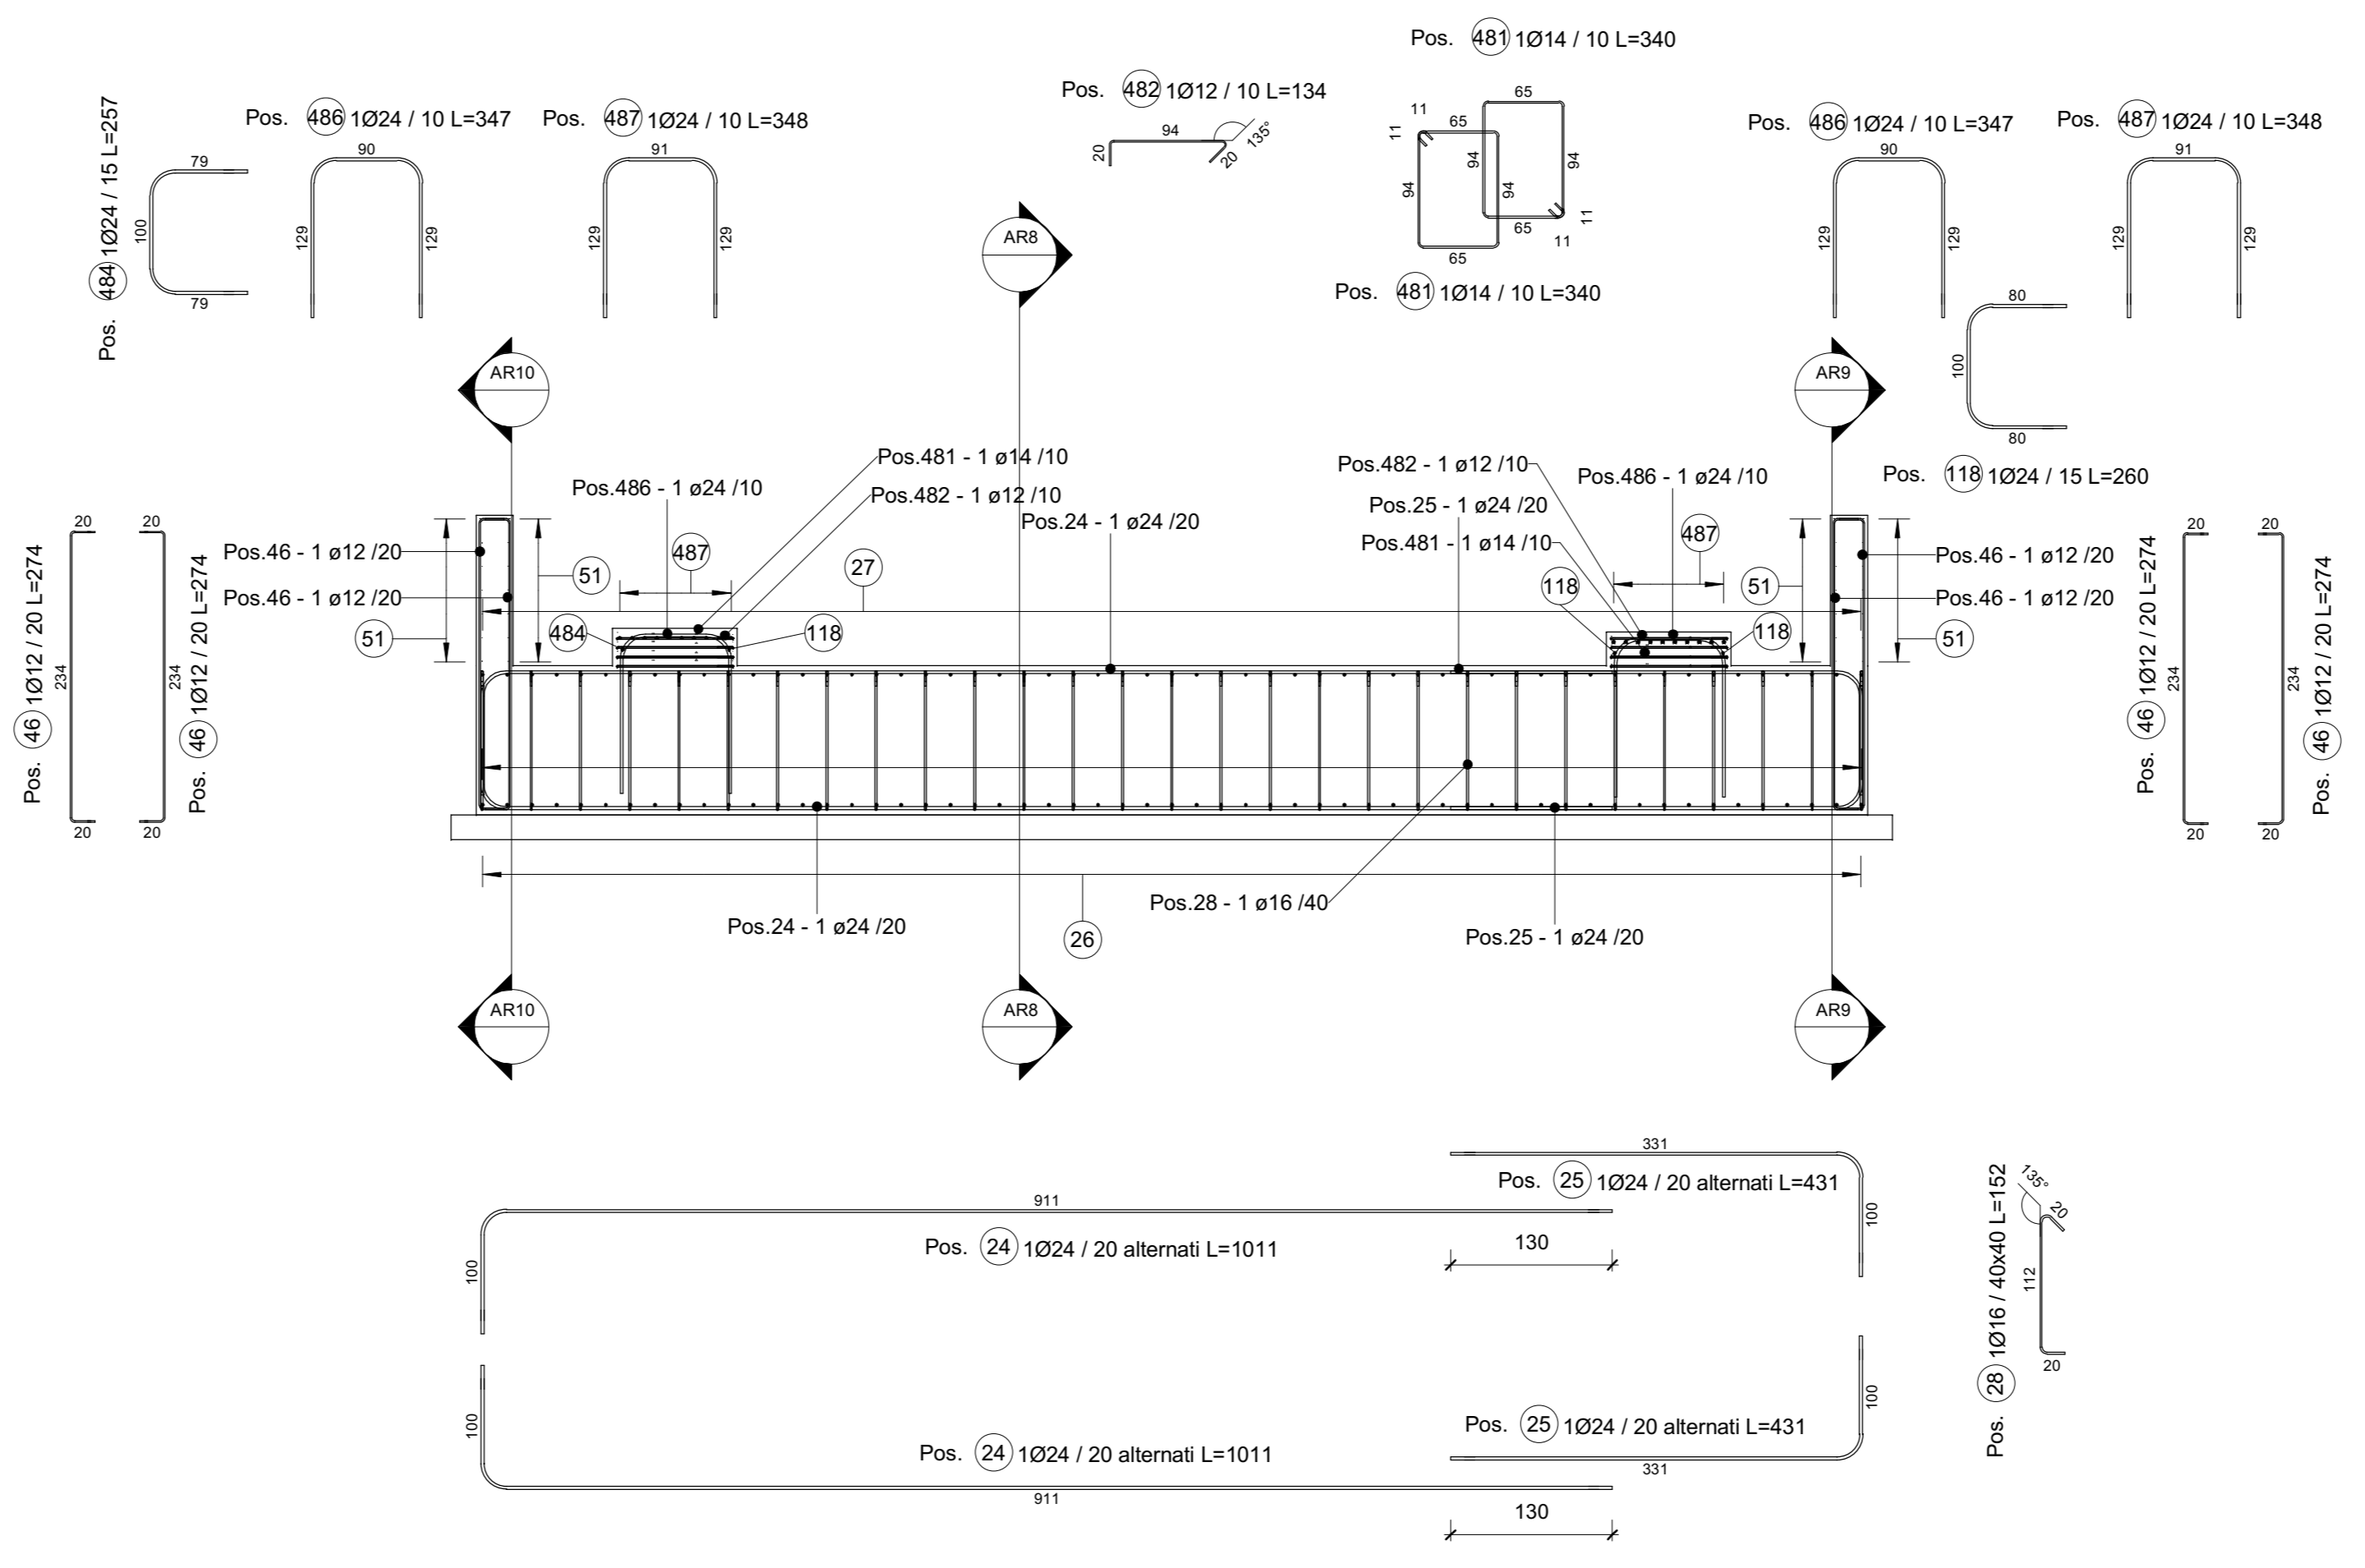 Pos. 481 1Ø14 / 10 L=340
Pos. 482 1Ø12 / 10 L=134
94
20
20
135°
65
11
65
11
94
94
94
94
11
65
11
65
Pos. 481 1Ø14 / 10 L=340
Pos. 484 1Ø24 / 15 L=257
79
100
79
Pos. 486 1Ø24 / 10 L=347
90
129
129
Pos. 487 1Ø24 / 10 L=348
91
129
129
Pos. 486 1Ø24 / 10 L=347
90
129
129
Pos. 487 1Ø24 / 10 L=348
91
129
129
80
100
80
Pos. 118 1Ø24 / 15 L=260
AR10
AR8
AR9
Pos.481 - 1 ø14 /10
Pos.486 - 1 ø24 /10
Pos.482 - 1 ø12 /10
Pos.24 - 1 ø24 /20
Pos.482 - 1 ø12 /10
Pos.486 - 1 ø24 /10
Pos.25 - 1 ø24 /20
Pos.481 - 1 ø14 /10
Pos. 46 1Ø12 / 20 L=274
20
234
20
20
234
20
Pos. 46 1Ø12 / 20 L=274
Pos.46 - 1 ø12 /20
Pos.46 - 1 ø12 /20
51
51
487
27
484
118
487
118
118
51
51
Pos.46 - 1 ø12 /20
Pos.46 - 1 ø12 /20
Pos. 46 1Ø12 / 20 L=274
20
234
20
20
234
20
Pos. 46 1Ø12 / 20 L=274
Pos.24 - 1 ø24 /20
26
Pos.28 - 1 ø16 /40
Pos.25 - 1 ø24 /20
AR10
AR8
AR9
331
Pos. 25 1Ø24 / 20 alternati L=431
100
911
Pos. 24 1Ø24 / 20 alternati L=1011
100
130
Pos. 28 1Ø16 / 40x40 L=152
135°
20
112
20
100
Pos. 24 1Ø24 / 20 alternati L=1011
911
Pos. 25 1Ø24 / 20 alternati L=431
100
331
130